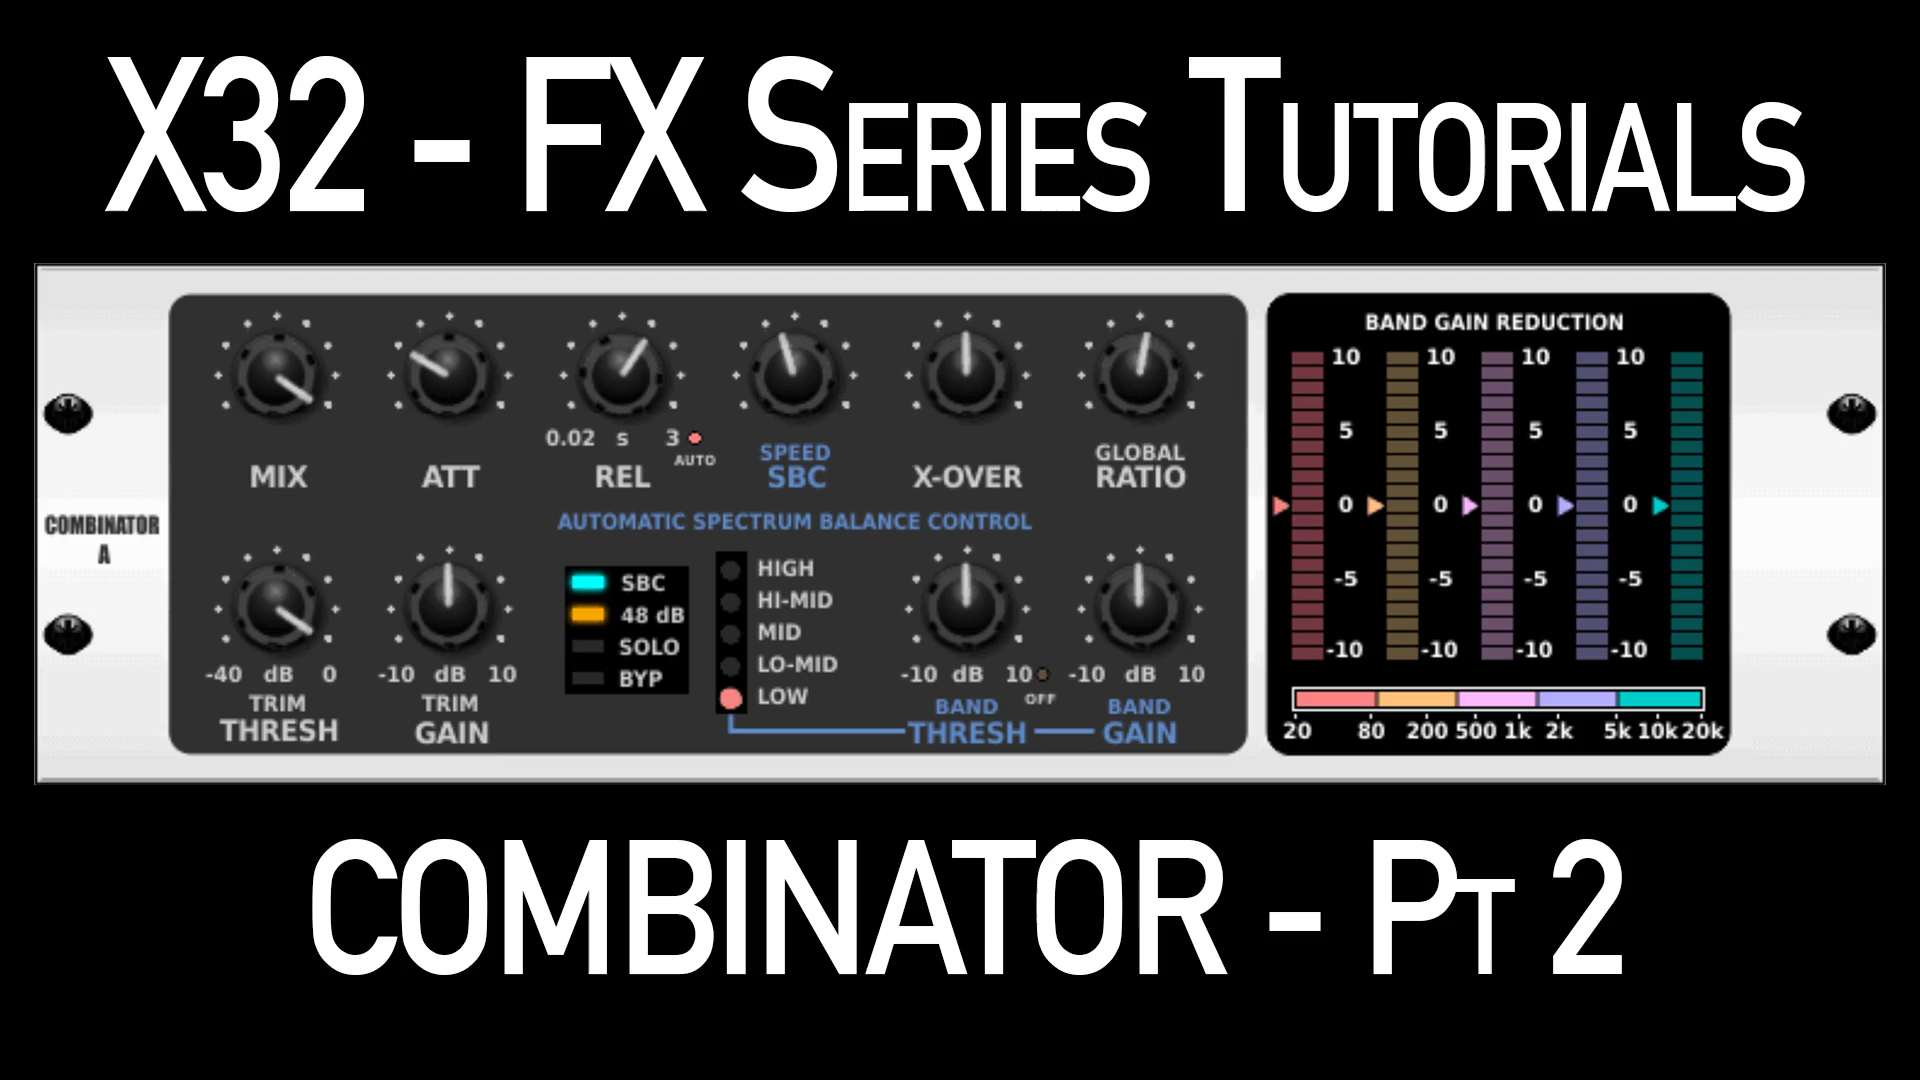 X32 - FX Series Tutorials
COMBINATOR
A
0.02 s 3
AUTO
MIX
ATT
REL
SPEED
SBC
X-OVER
GLOBAL
RATIO
AUTOMATIC SPECTRUM BALANCE CONTROL
-40 dB 0
TRIM
THRESH
-10 dB 10
TRIM
GAIN
SBC
48 dB
SOLO
BYP
HIGH
HI-MID
MID
LO-MID
LOW
-10 dB 10
OFF
BAND
THRESH
-10 dB 10
BAND
GAIN
BAND GAIN REDUCTION
10 10 10 10
5 5 5 5
0 0 0 0
-5 -5 -5 -5
-10 -10 -10 -10
20 80 200 500 1k 2k 5k 10k 20k
COMBINATOR - Pt 2